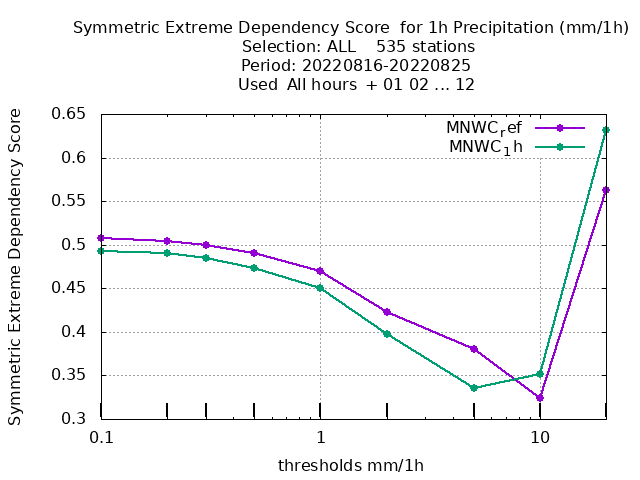 Symmetric Extreme Dependency Score  for 1h Precipitation (mm/1h)
Selection: ALL    535 stations
Period: 20220816-20220825
Used  All hours  + 01 02 ... 12
Symmetric Extreme Dependency Score
0.65
0.6
0.55
0.5
0.45
0.4
0.35
0.3
MNWC_ref
MNWC_1h
0.1
1
10
thresholds mm/1h